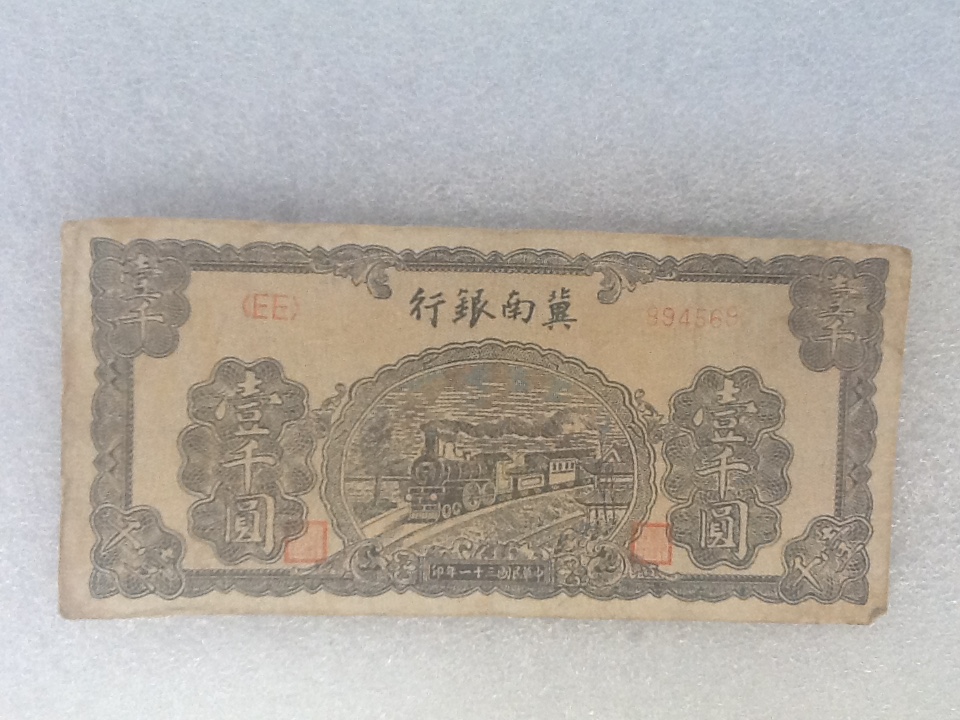 冀南銀行
(EE)
894568
壹千
壹千
壹千圓
壹千圓
中華民國三十一年印